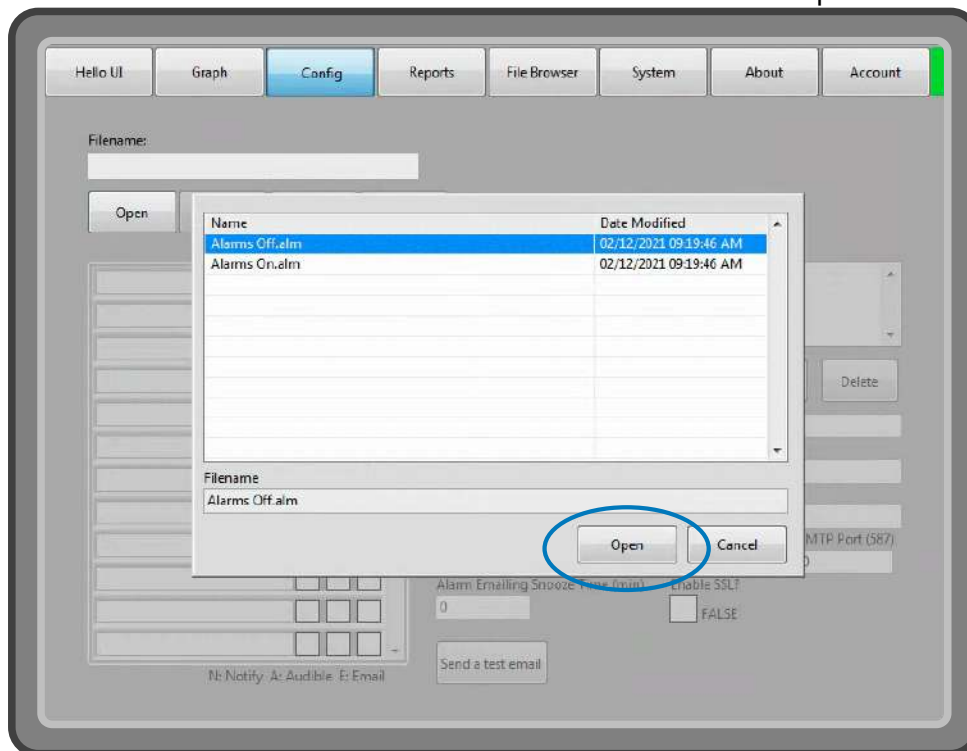 Hello UI
Graph
Config
Reports
File Browser
System
About
Account
Filename:
Open
Name Date Modified
Alarms Off.alm 02/12/2021 09:19:46 AM
Alarms On.alm 02/12/2021 09:19:46 AM
Filename
Alarms Off.alm
Open
Cancel
Delete
MTP Port (587)
Alarm Emailing Snooze Time (min)
Enable SSL?
0
FALSE
Send a test email
N: Notify A: Audible E: Email